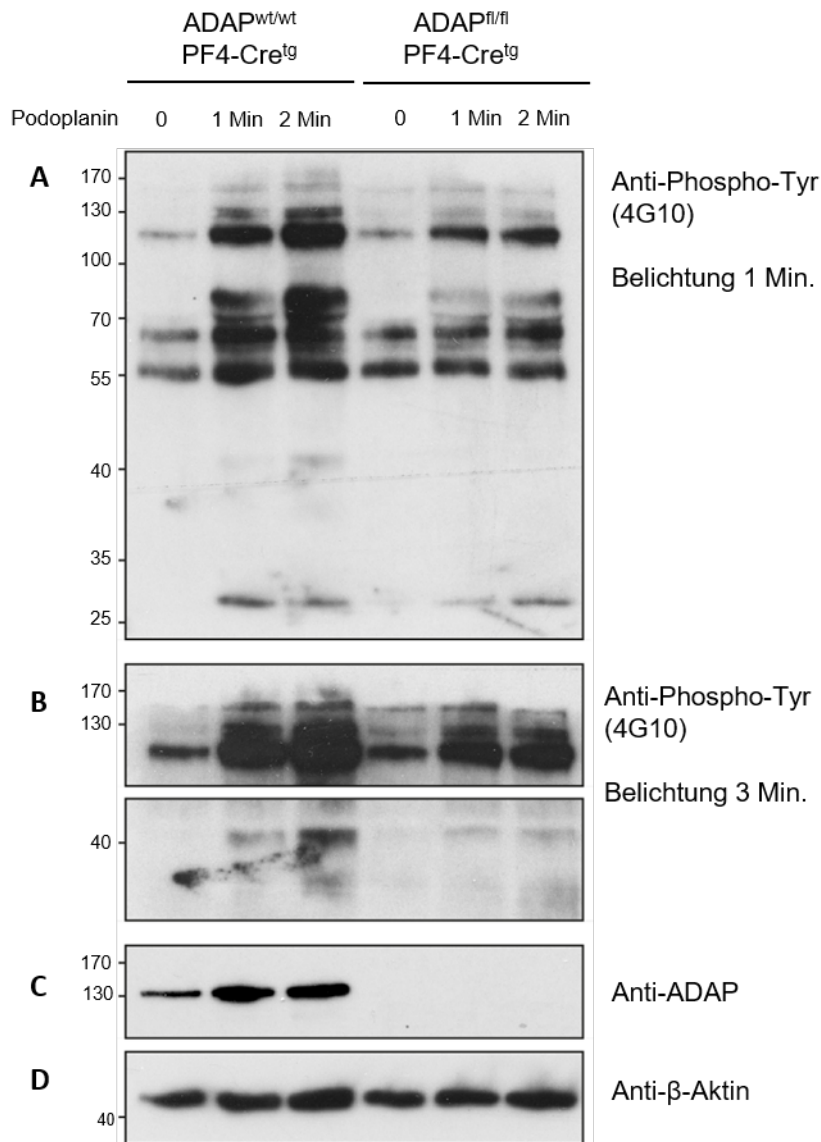 ADAPwt/wt
PF4-Cretg
ADAPfl/fl
PF4-Cretg
Podoplanin 0 1 Min 2 Min 0 1 Min 2 Min
A
170
130
100
70
55
40
35
25
Anti-Phospho-Tyr
(4G10)
Belichtung 1 Min.
B
170
130
40
Anti-Phospho-Tyr
(4G10)
Belichtung 3 Min.
C
170
130
Anti-ADAP
D
40
Anti-β-Aktin